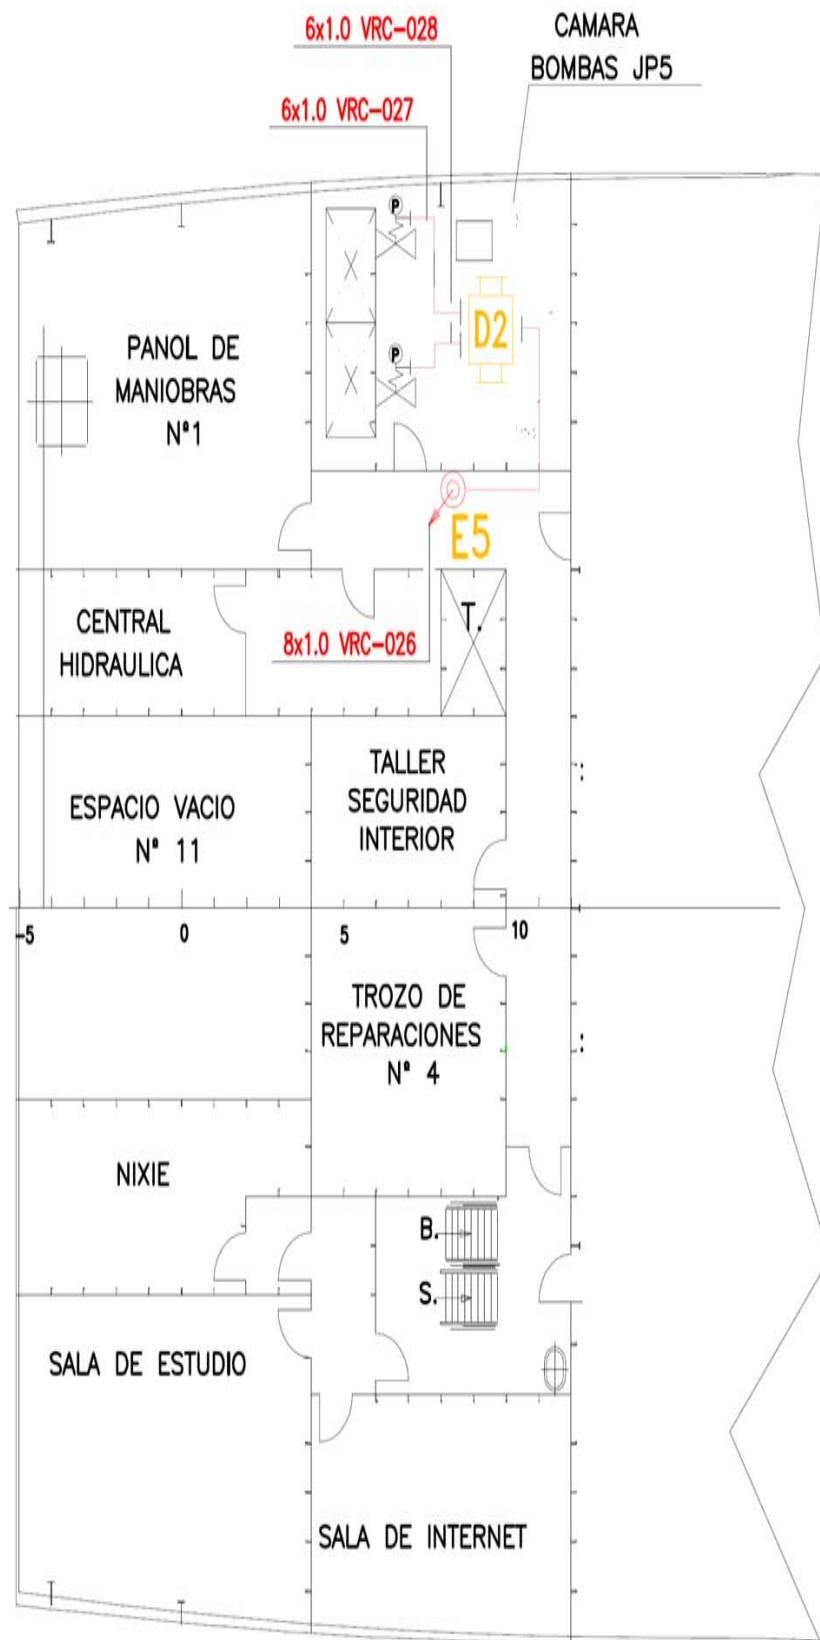 6x1.0 VRC-028
CAMARA
BOMBAS JP5
6x1.0 VRC-027
P
D2
PANOL DE
MANIOBRAS
Nº1
P
E5
CENTRAL
HIDRAULICA
T.
8x1.0 VRC-026
TALLER
SEGURIDAD
INTERIOR
ESPACIO VACIO
Nº 11
-5 0 5 10
TROZO DE
REPARACIONES
Nº 4
NIXIE
B.
S.
SALA DE ESTUDIO
SALA DE INTERNET